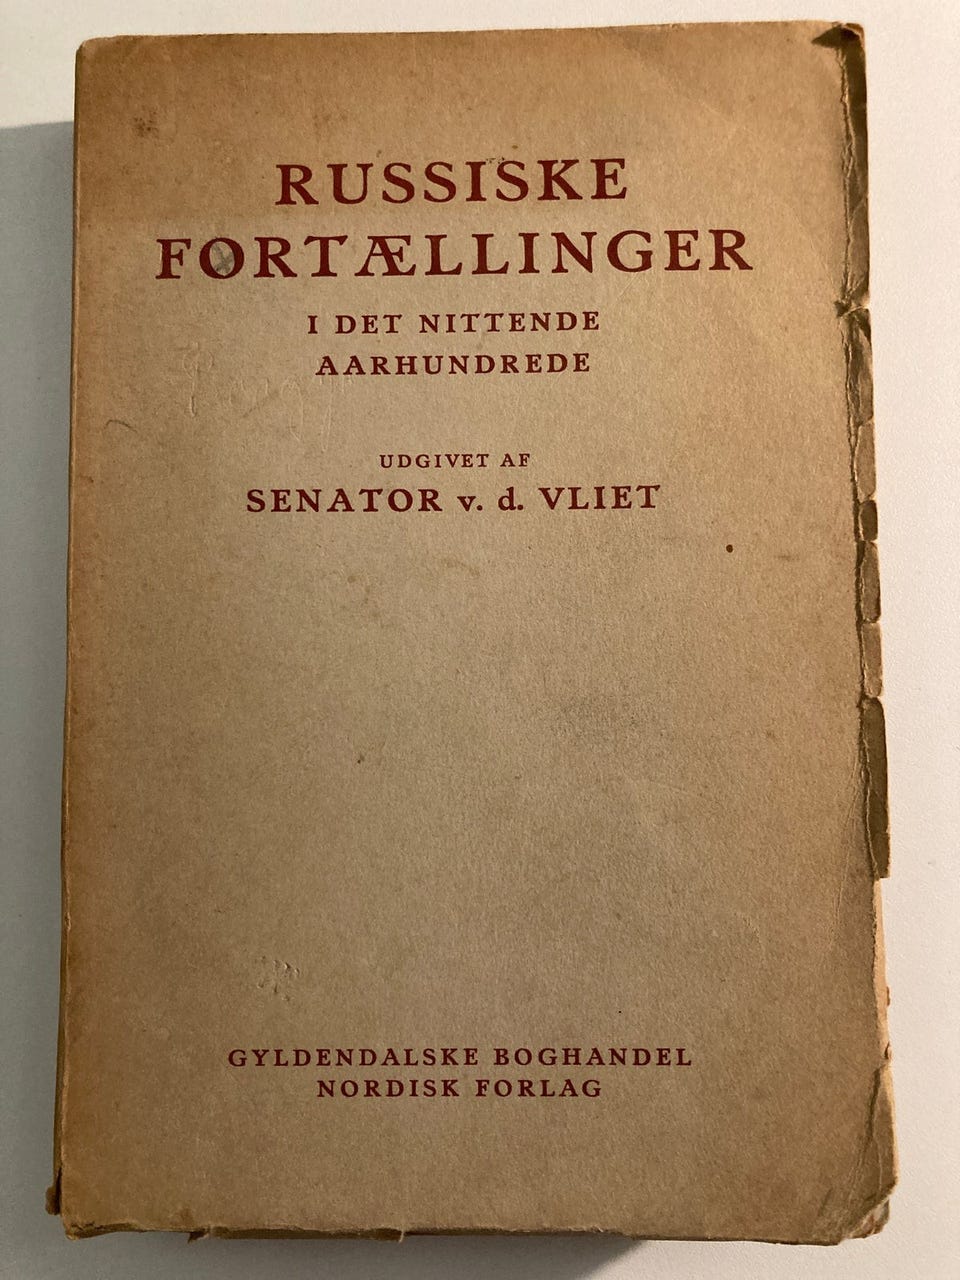 RUSSISKE
FORTÆLLINGER
I DET NITTENDE
AARHUNDREDE
UDGIVET AF
SENATOR v. d. VLIET
GYLDENDALSKE BOGHANDEL
NORDISK FORLAG